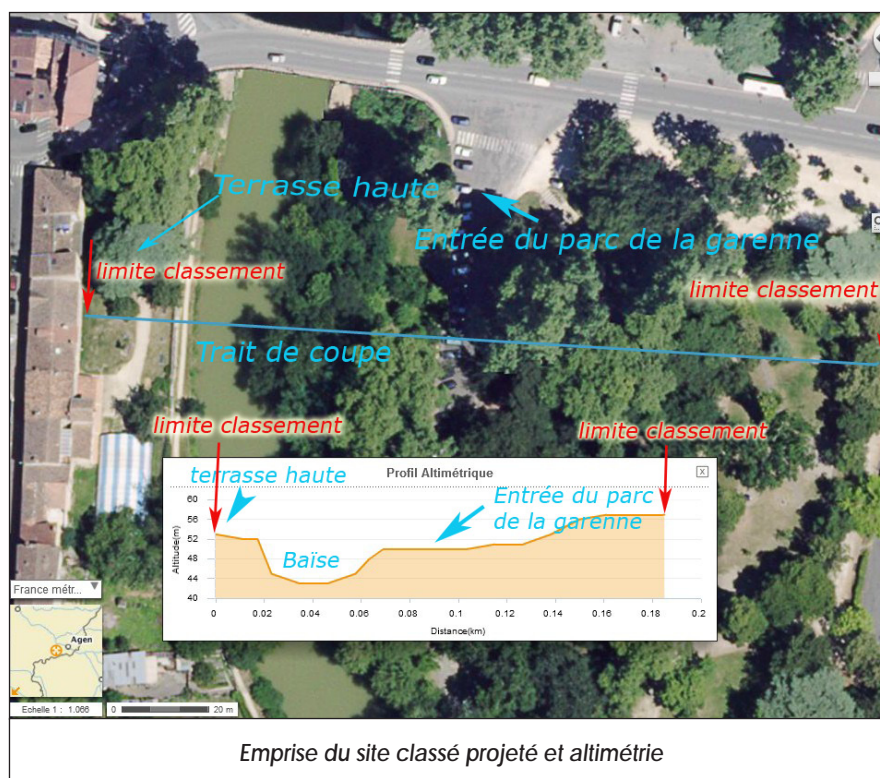 Terrasse haute
Entrée du parc de la garenne
limite classement
limite classement
Trait de coupe
limite classement
limite classement
Profil Altimétrique
X
terrasse haute
Entrée du parc
de la garenne
Baïse
Altitude(m)
60
56
52
48
44
40
0
0.02
0.04
0.06
0.08
0.1
0.12
0.14
0.16
0.18
0.2
Distance(km)
France métr...
Agen
Echelle 1 : 1.066
0
20 m
Emprise du site classé projeté et altimétrie